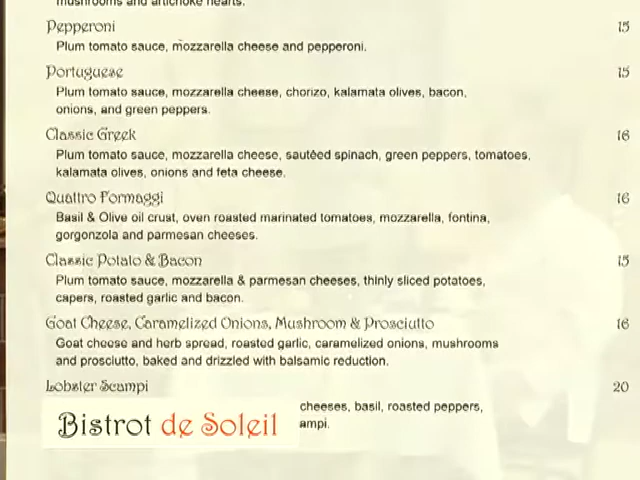 mushrooms and artichoke hearts.
Pepperoni 15
Plum tomato sauce, mozzarella cheese and pepperoni.
Portuguese 15
Plum tomato sauce, mozzarella cheese, chorizo, kalamata olives, bacon,
onions, and green peppers.
Classic Greek 16
Plum tomato sauce, mozzarella cheese, sautéed spinach, green peppers, tomatoes,
kalamata olives, onions and feta cheese.
Quattro Formaggi 16
Basil & Olive oil crust, oven roasted marinated tomatoes, mozzarella, fontina,
gorgonzola and parmesan cheeses.
Classic Potato & Bacon 15
Plum tomato sauce, mozzarella & parmesan cheeses, thinly sliced potatoes,
capers, roasted garlic and bacon.
Goat Cheese, Caramelized Onions, Mushroom & Prosciutto 16
Goat cheese and herb spread, roasted garlic, caramelized onions, mushrooms
and prosciutto, baked and drizzled with balsamic reduction.
Lobster Scampi 20
cheeses, basil, roasted peppers,
ampi.
Bistrot de Soleil